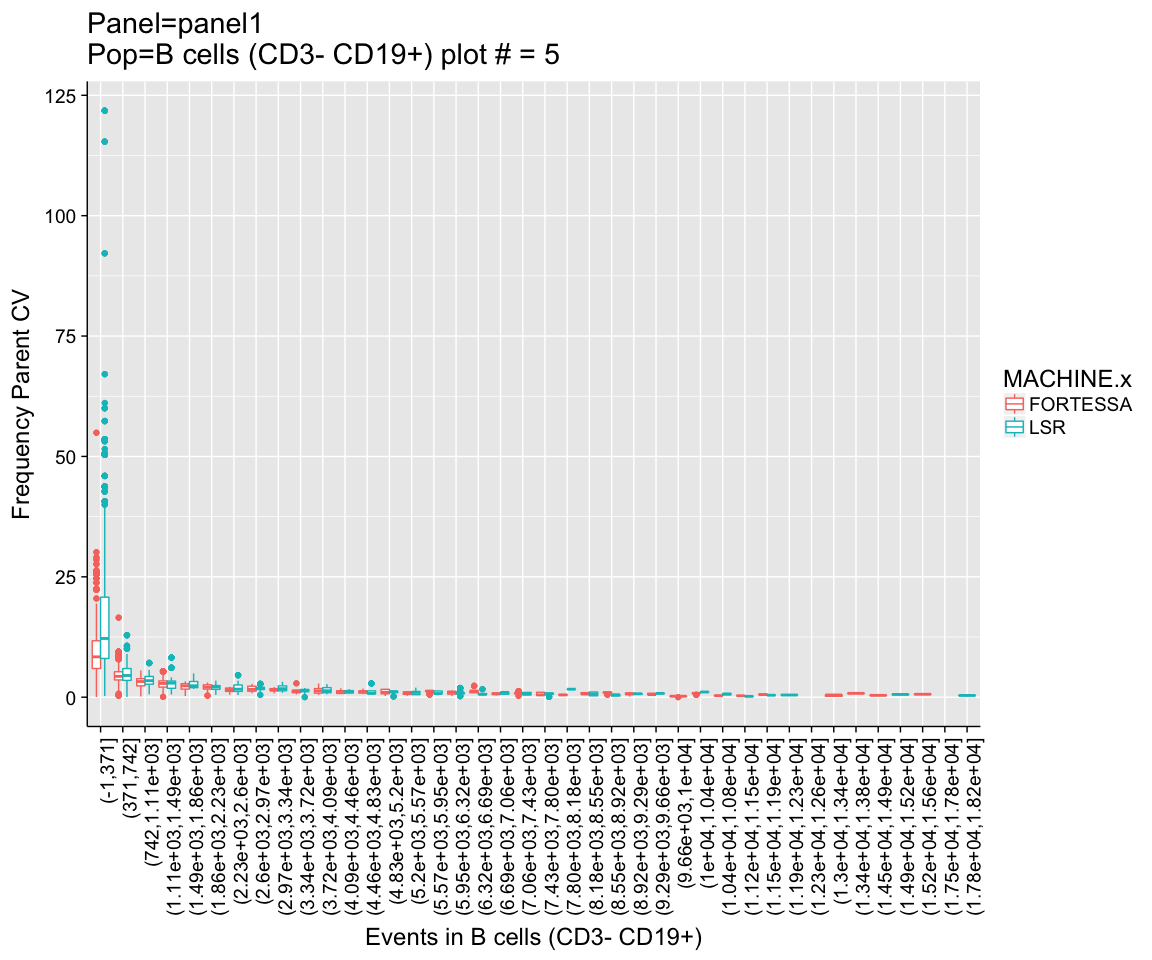 Panel=panel1
Pop=B cells (CD3- CD19+) plot # = 5
Frequency Parent CV
125
100
75
50
25
0
(-1,371]
(371,742]
(742,1.11e+03]
(1.11e+03,1.49e+03]
(1.49e+03,1.86e+03]
(1.86e+03,2.23e+03]
(2.23e+03,2.6e+03]
(2.6e+03,2.97e+03]
(2.97e+03,3.34e+03]
(3.34e+03,3.72e+03]
(3.72e+03,4.09e+03]
(4.09e+03,4.46e+03]
(4.46e+03,4.83e+03]
(4.83e+03,5.2e+03]
(5.2e+03,5.57e+03]
(5.57e+03,5.95e+03]
(5.95e+03,6.32e+03]
(6.32e+03,6.69e+03]
(6.69e+03,7.06e+03]
(7.06e+03,7.43e+03]
(7.43e+03,7.80e+03]
(7.80e+03,8.18e+03]
(8.18e+03,8.55e+03]
(8.55e+03,8.92e+03]
(8.92e+03,9.29e+03]
(9.29e+03,9.66e+03]
(9.66e+03,1e+04]
(1e+04,1.04e+04]
(1.04e+04,1.08e+04]
(1.12e+04,1.15e+04]
(1.15e+04,1.19e+04]
(1.19e+04,1.23e+04]
(1.23e+04,1.26e+04]
(1.3e+04,1.34e+04]
(1.34e+04,1.38e+04]
(1.45e+04,1.49e+04]
(1.49e+04,1.52e+04]
(1.52e+04,1.56e+04]
(1.75e+04,1.78e+04]
(1.78e+04,1.82e+04]
Events in B cells (CD3- CD19+)
MACHINE.x
FORTESSA
LSR